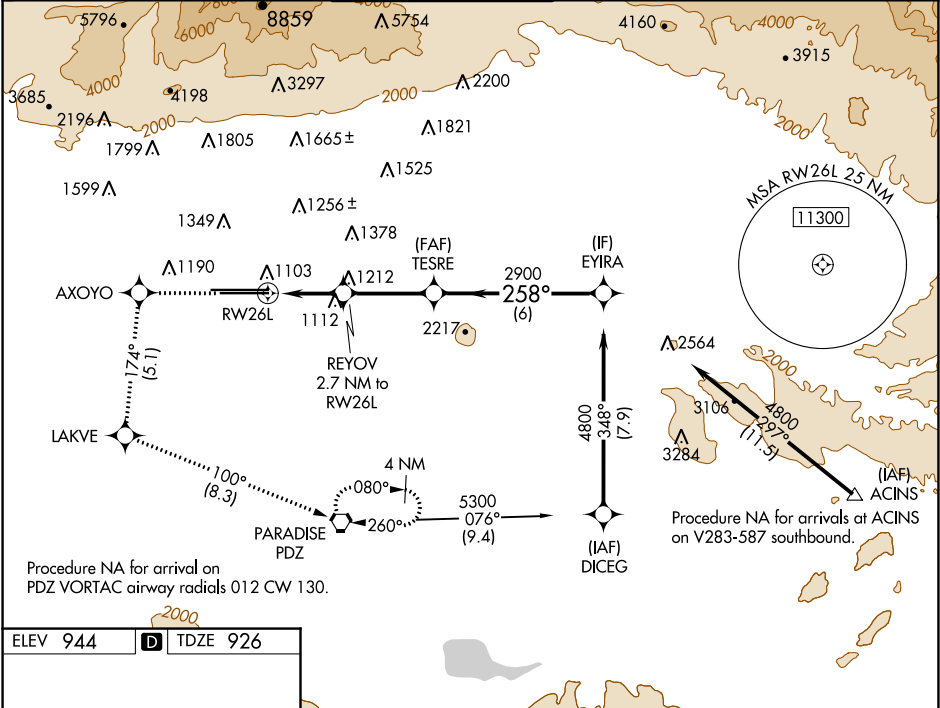 5796
8859
5754
4160
4000
6000
4000
3915
3685
4000
4198
3297
2000
2200
2196
2000
1799
1805
1665 ±
1821
2000
1525
1599
1256 ±
1349
1378
MSA RW26L 25 NM
11300
(FAF)
TESRE
(IF)
EYIRA
1190
1103
1212
2900
258°
(6)
AXOYO
RW26L
1112
2217
2564
2000
REYOV
2.7 NM to
RW26L
174°
(5.1)
4800
348°
(7.9)
3106
4800
297°
(11.5)
3284
LAKVE
100°
(8.3)
4 NM
080°
260°
5300
076°
(9.4)
(IAF)
ACINS
PARADISE
PDZ
(IAF)
DICEG
Procedure NA for arrivals at ACINS
on V283-587 southbound.
Procedure NA for arrival on
PDZ VORTAC airway radials 012 CW 130.
2000
ELEV 944 D TDZE 926